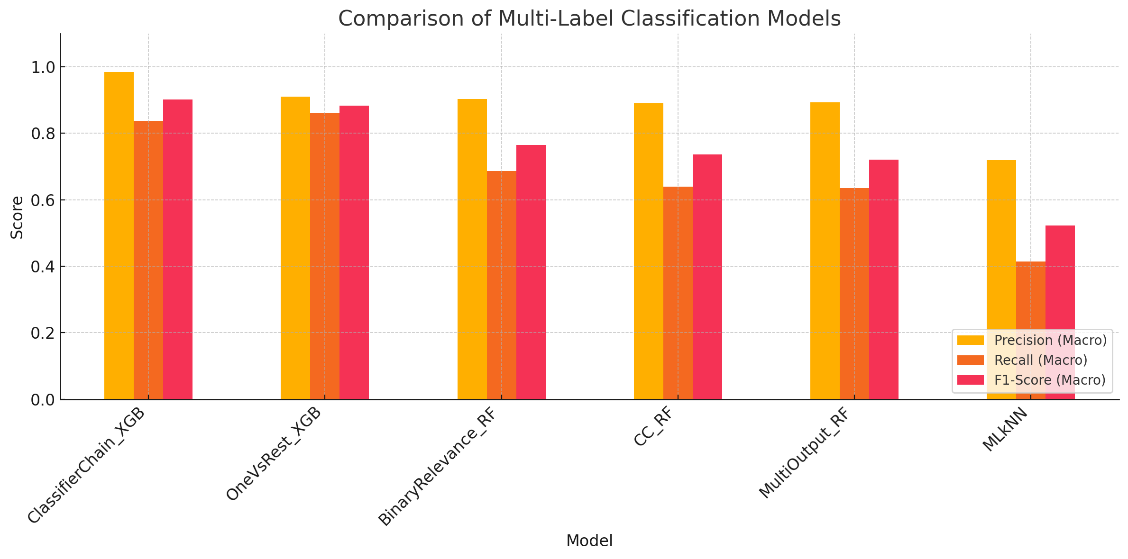 Comparison of Multi-Label Classification Models
Score
1.0
0.8
0.6
0.4
0.2
0.0
Precision (Macro)
Recall (Macro)
F1-Score (Macro)
ClassifierChain_XGB
OneVsRest_XGB
BinaryRelevance_RF
CC_RF
MultiOutput_RF
MLkNN
Model